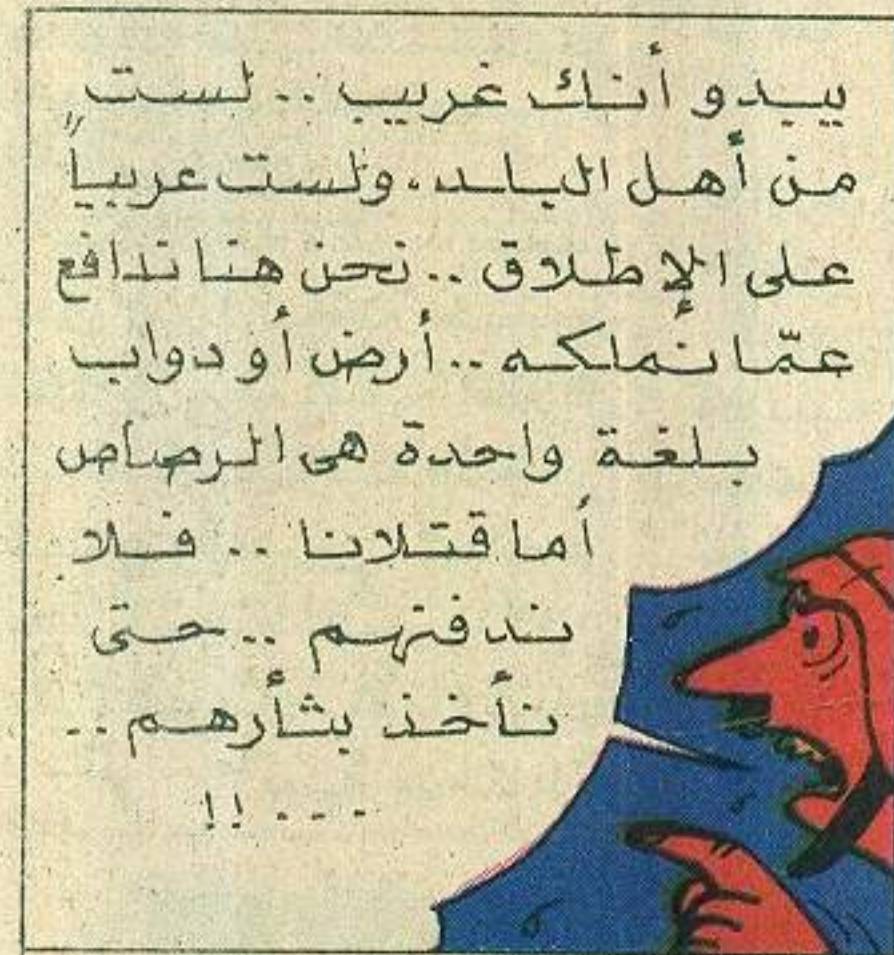 يبدو أنك غريب .. لست
من أهل البلد، ولست عربياً
على الإطلاق .. نحن هنا ندافع
عمّا نملكه .. أرض أو دواب
بلغة واحدة هى الرصاص
أما قتلانا .. فلا
ندفنهم .. حتى
نأخذ بثأرهم ..
... !!